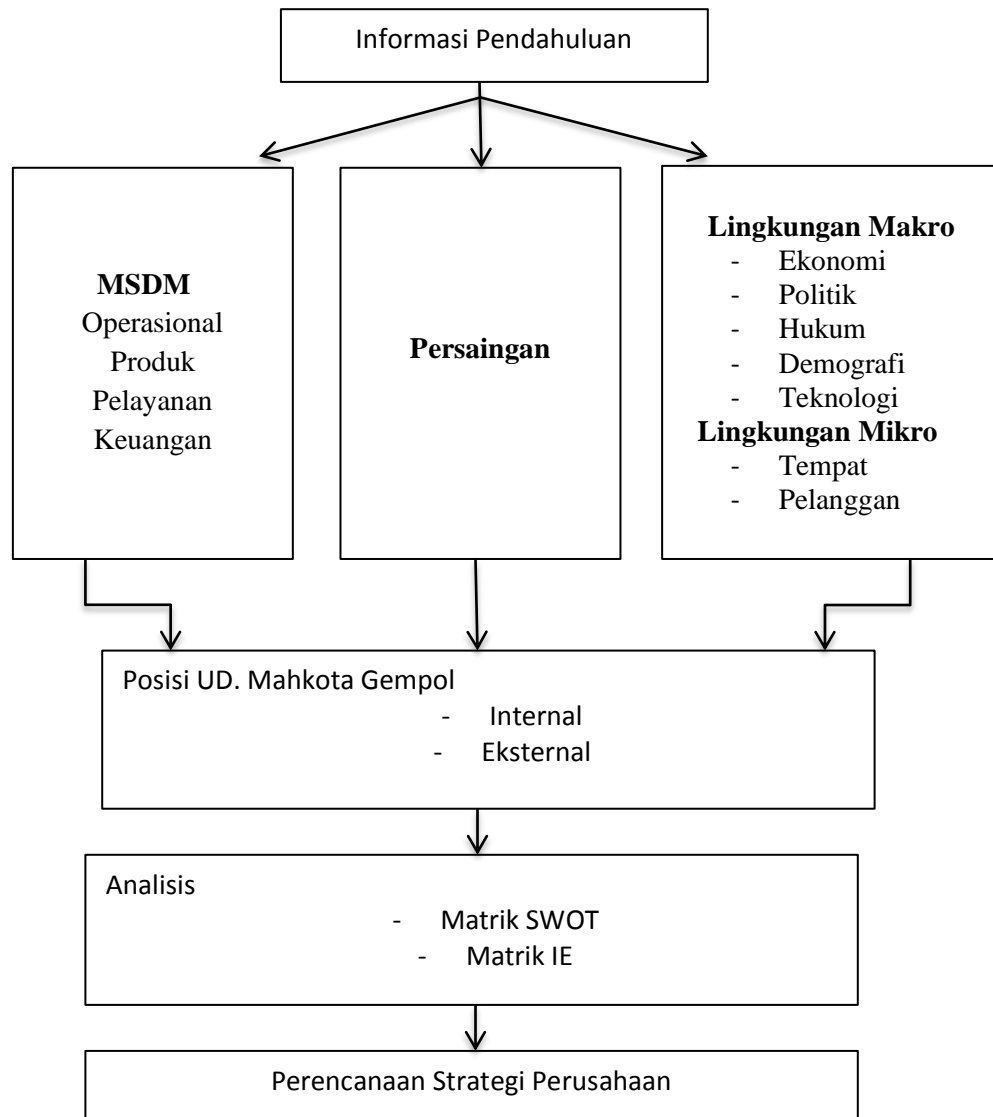 Informasi Pendahuluan
MSDM
Operasional
Produk
Pelayanan
Keuangan
Persaingan
Lingkungan Makro
- Ekonomi
- Politik
- Hukum
- Demografi
- Teknologi
Lingkungan Mikro
- Tempat
- Pelanggan
Posisi UD. Mahkota Gempol
- Internal
- Eksternal
Analisis
- Matrik SWOT
- Matrik IE
Perencanaan Strategi Perusahaan